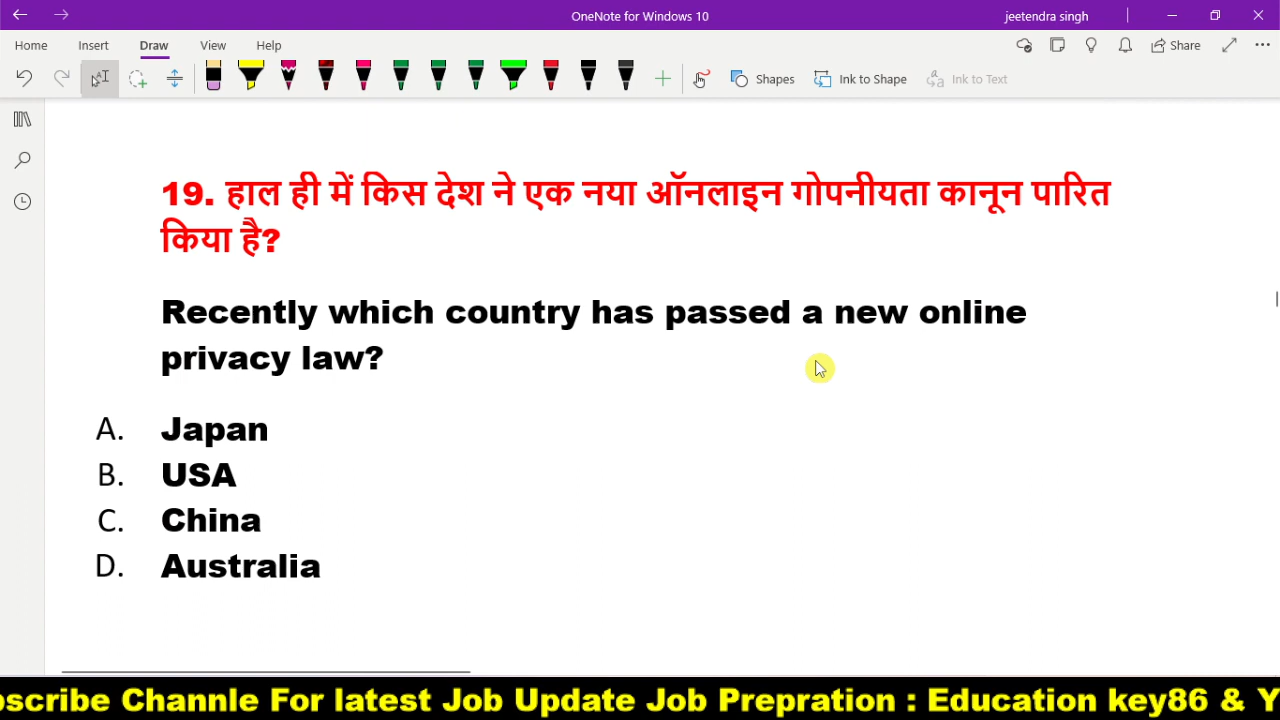 OneNote for Windows 10
jeetendra singh
Home Insert Draw View Help
Share
Shapes Ink to Shape Ink to Text
19. हाल ही में किस देश ने एक नया ऑनलाइन गोपनीयता कानून पारित
किया है?
Recently which country has passed a new online
privacy law?
A. Japan
B. USA
C. China
D. Australia
bscribe Channle For latest Job Update Job Prepration : Education key86 & Y